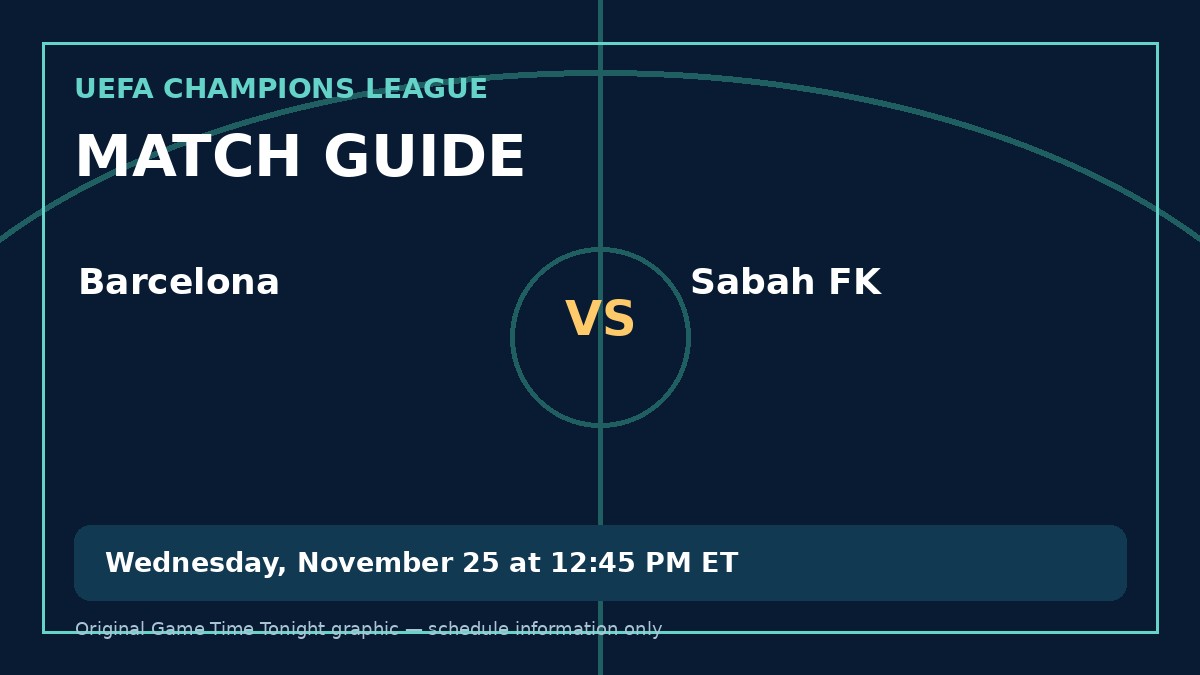 UEFA CHAMPIONS LEAGUE
MATCH GUIDE
Barcelona
VS
Sabah FK
Wednesday, November 25 at 12:45 PM ET
Original Game Time Tonight graphic — schedule information only